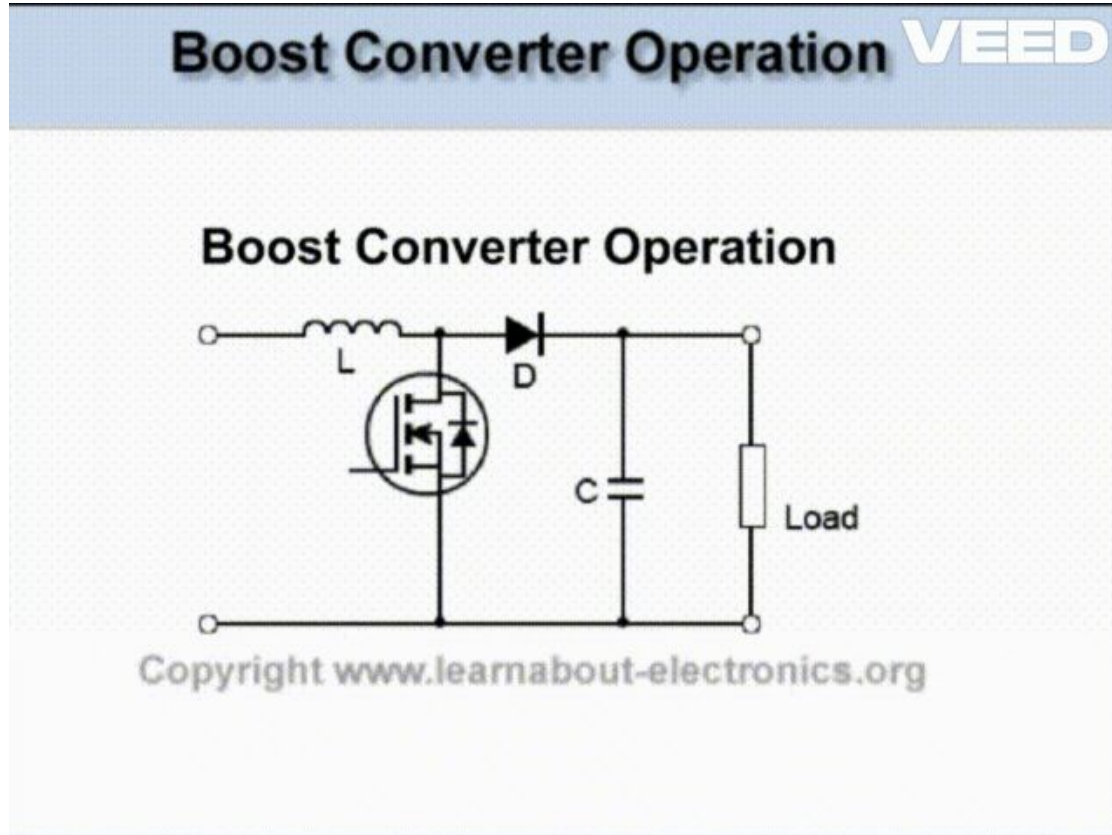 Boost Converter Operation
VEED
Boost Converter Operation
L
D
C
Load
Copyright www.learnabout-electronics.org